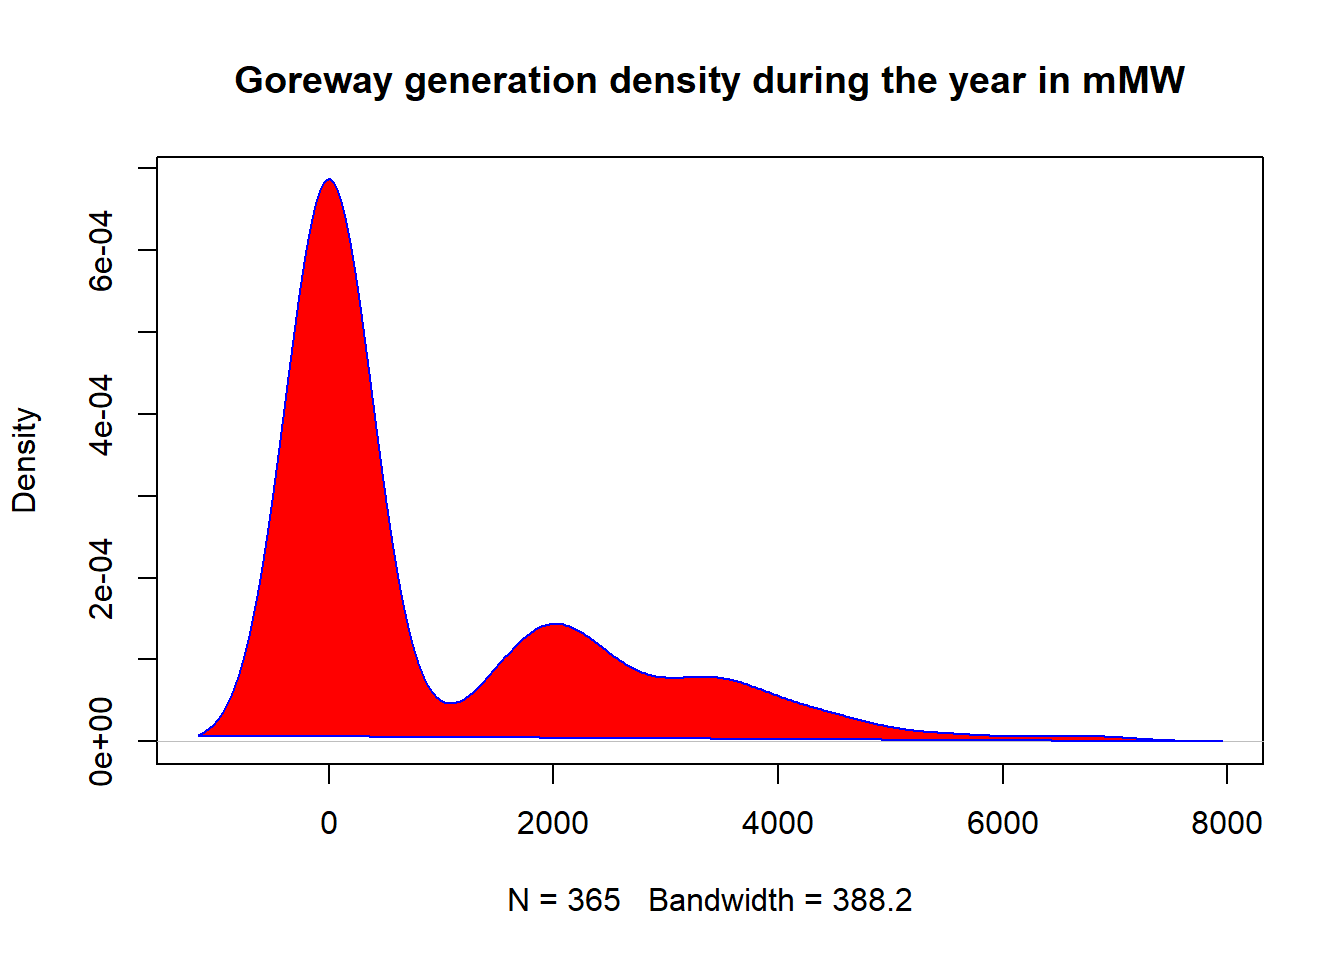 Goreway generation density during the year in mMW
Density
0e+00
2e-04
4e-04
6e-04
0
2000
4000
6000
8000
N = 365   Bandwidth = 388.2